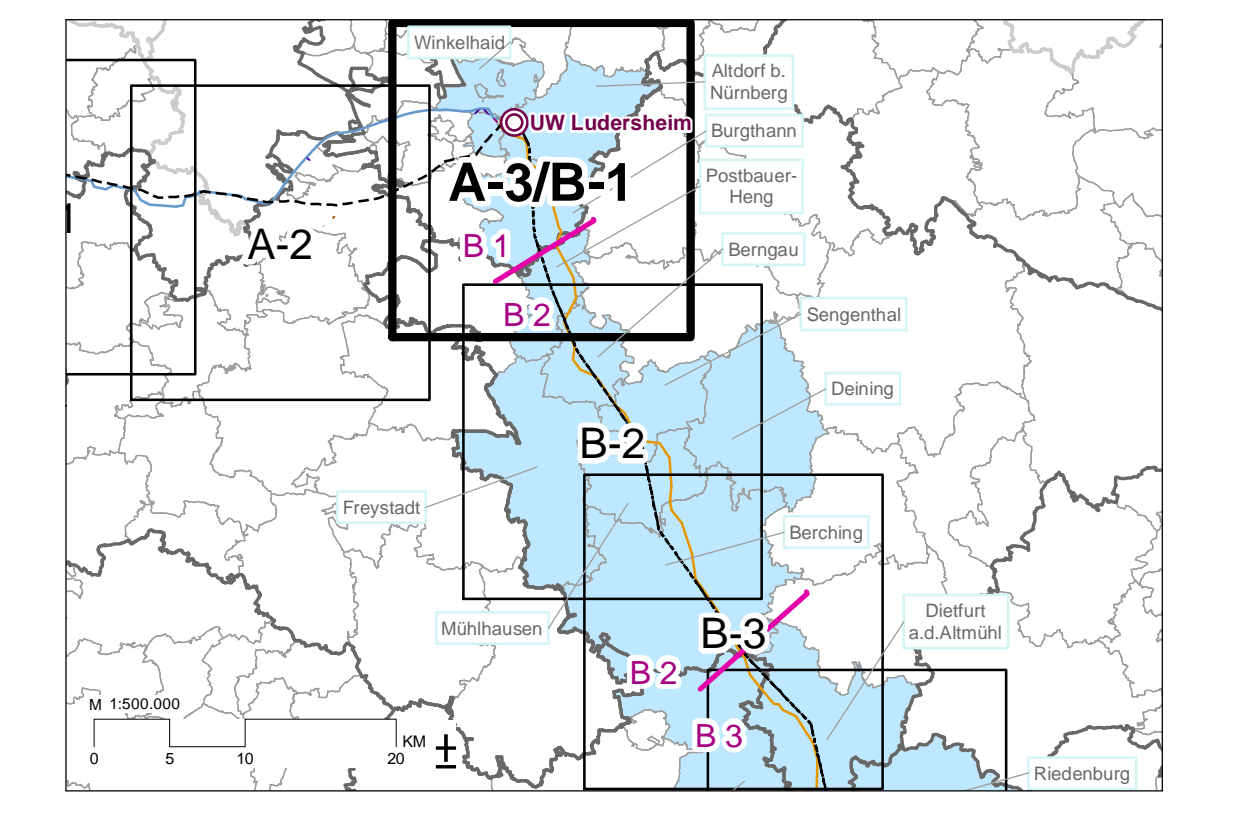 Winkelhaid
Altdorf b.
Nürnberg
UW Ludersheim
Burgthann
A-3/B-1
Postbauer-
Heng
A-2
B 1
Berngau
B 2
Sengenthal
Deining
B-2
Freystadt
Berching
Mühlhausen
Dietfurt
a.d.Altmühl
B-3
B 2
B 3
M 1:500.000
KM
0
5
10
20
Riedenburg